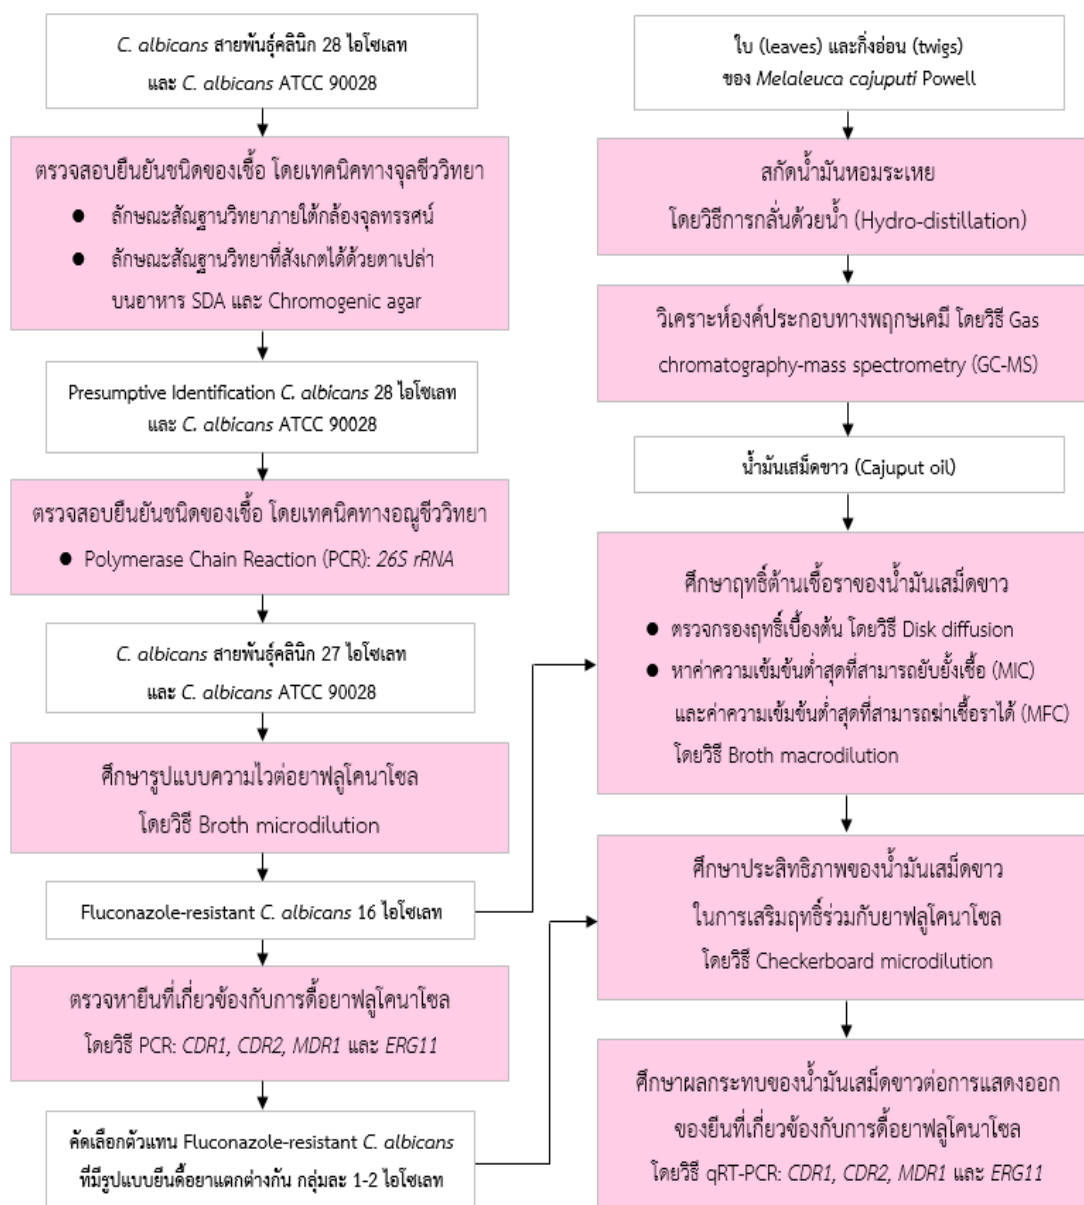 C. albicans สายพันธุ์คลินิก 28 ไอโซเลท
และ C. albicans ATCC 90028
ตรวจสอบยืนยันชนิดของเชื้อ โดยเทคนิคทางจุลชีววิทยา
● ลักษณะสัณฐานวิทยาภายใต้กล้องจุลทรรศน์
● ลักษณะสัณฐานวิทยาที่สังเกตได้ด้วยตาเปล่า
บนอาหาร SDA และ Chromogenic agar
Presumptive Identification C. albicans 28 ไอโซเลท
และ C. albicans ATCC 90028
ตรวจสอบยืนยันชนิดของเชื้อ โดยเทคนิคทางอณูชีววิทยา
● Polymerase Chain Reaction (PCR): 26S rRNA
C. albicans สายพันธุ์คลินิก 27 ไอโซเลท
และ C. albicans ATCC 90028
ศึกษารูปแบบความไวต่อยาฟลูโคนาโซล
โดยวิธี Broth microdilution
Fluconazole-resistant C. albicans 16 ไอโซเลท
ตรวจหายีนที่เกี่ยวข้องกับการดื้อยาฟลูโคนาโซล
โดยวิธี PCR: CDR1, CDR2, MDR1 และ ERG11
คัดเลือกตัวแทน Fluconazole-resistant C. albicans
ที่มีรูปแบบยีนดื้อยาแตกต่างกัน กลุ่มละ 1-2 ไอโซเลท
ใบ (leaves) และกิ่งอ่อน (twigs)
ของ Melaleuca cajuputi Powell
สกัดน้ำมันหอมระเหย
โดยวิธีการกลั่นด้วยน้ำ (Hydro-distillation)
วิเคราะห์องค์ประกอบทางพฤกษเคมี โดยวิธี Gas
chromatography-mass spectrometry (GC-MS)
น้ำมันเสม็ดขาว (Cajuput oil)
ศึกษาฤทธิ์ต้านเชื้อราของน้ำมันเสม็ดขาว
● ตรวจกรองฤทธิ์เบื้องต้น โดยวิธี Disk diffusion
● หาค่าความเข้มข้นต่ำสุดที่สามารถยับยั้งเชื้อ (MIC)
และค่าความเข้มข้นต่ำสุดที่สามารถฆ่าเชื้อราได้ (MFC)
โดยวิธี Broth macrodilution
ศึกษาประสิทธิภาพของน้ำมันเสม็ดขาว
ในการเสริมฤทธิ์ร่วมกับยาฟลูโคนาโซล
โดยวิธี Checkerboard microdilution
ศึกษาผลกระทบของน้ำมันเสม็ดขาวต่อการแสดงออก
ของยีนที่เกี่ยวข้องกับการดื้อยาฟลูโคนาโซล
โดยวิธี qRT-PCR: CDR1, CDR2, MDR1 และ ERG11